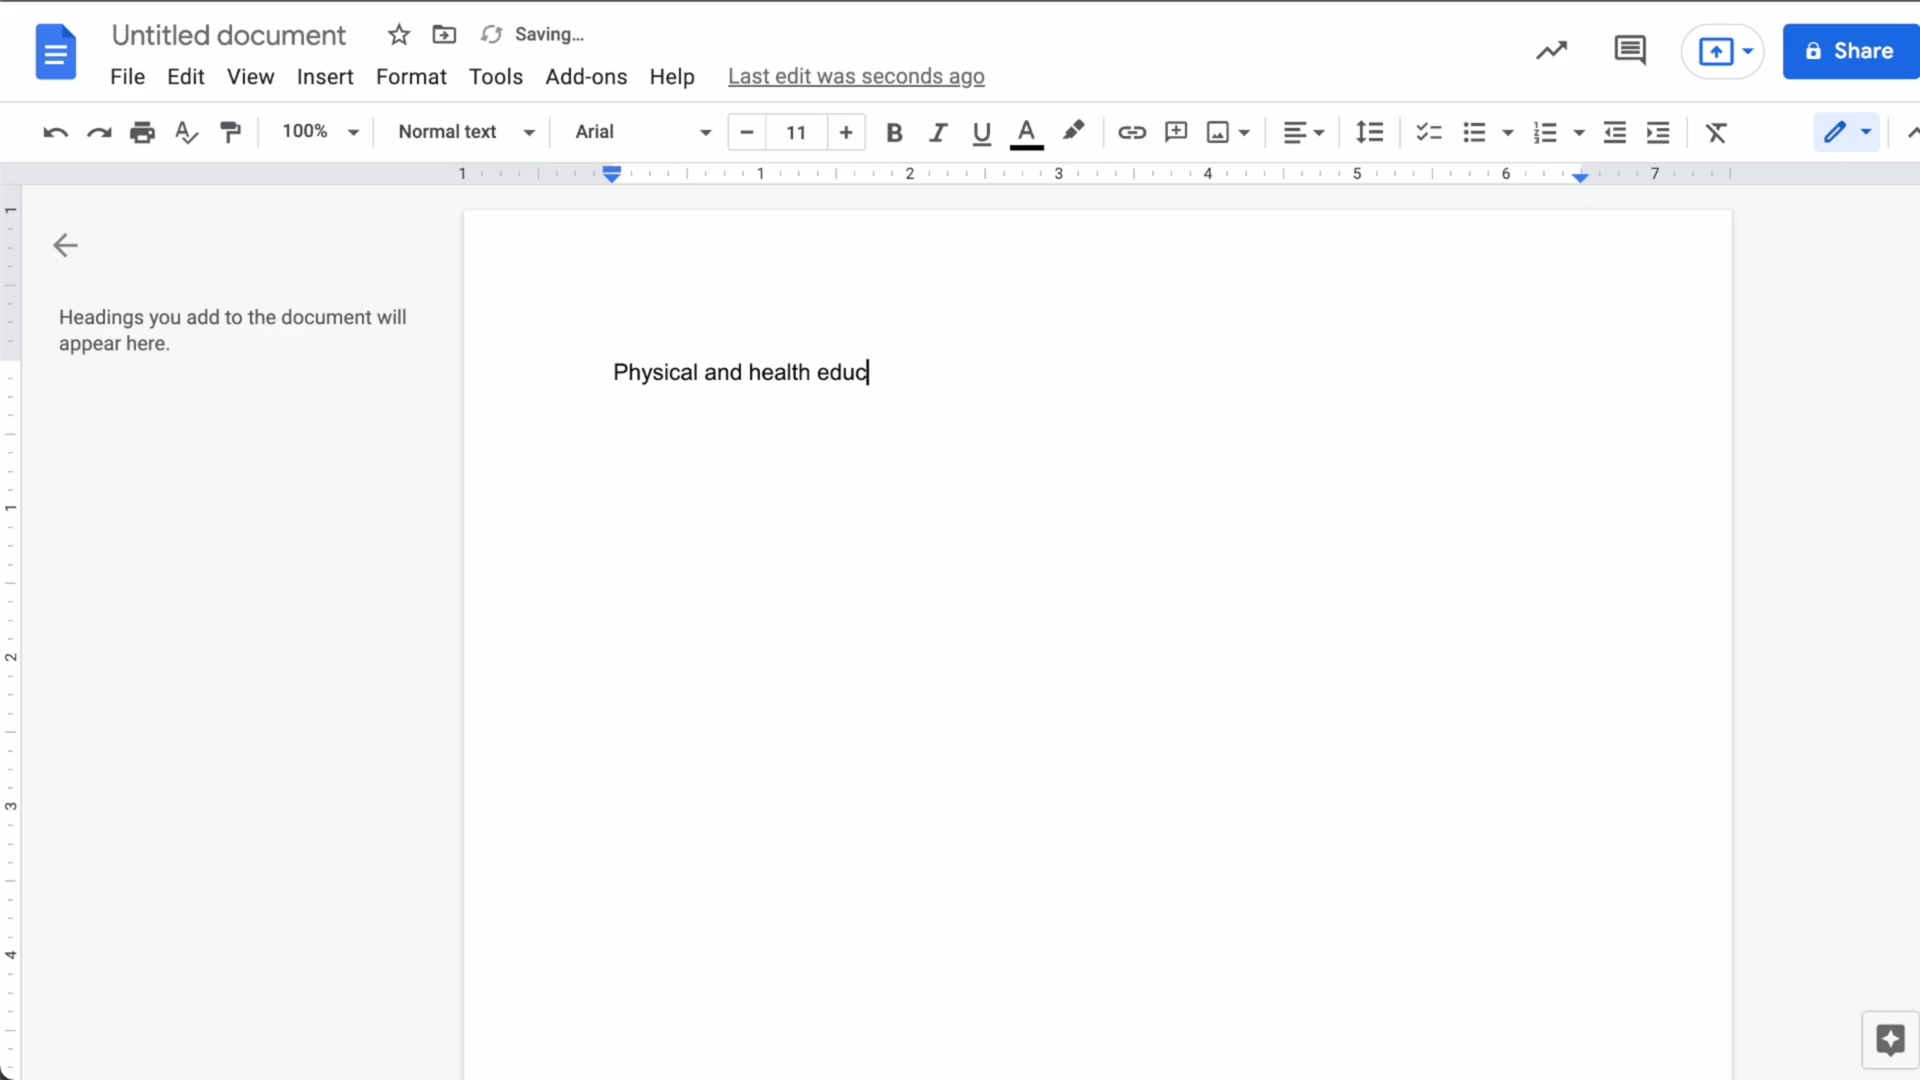 Untitled document Saving...
File Edit View Insert Format Tools Add-ons Help Last edit was seconds ago
Share
100% Normal text Arial 11
1 1 2 3 4 5 6 7
Headings you add to the document will
appear here.
Physical and health educ
1
1
2
3
4